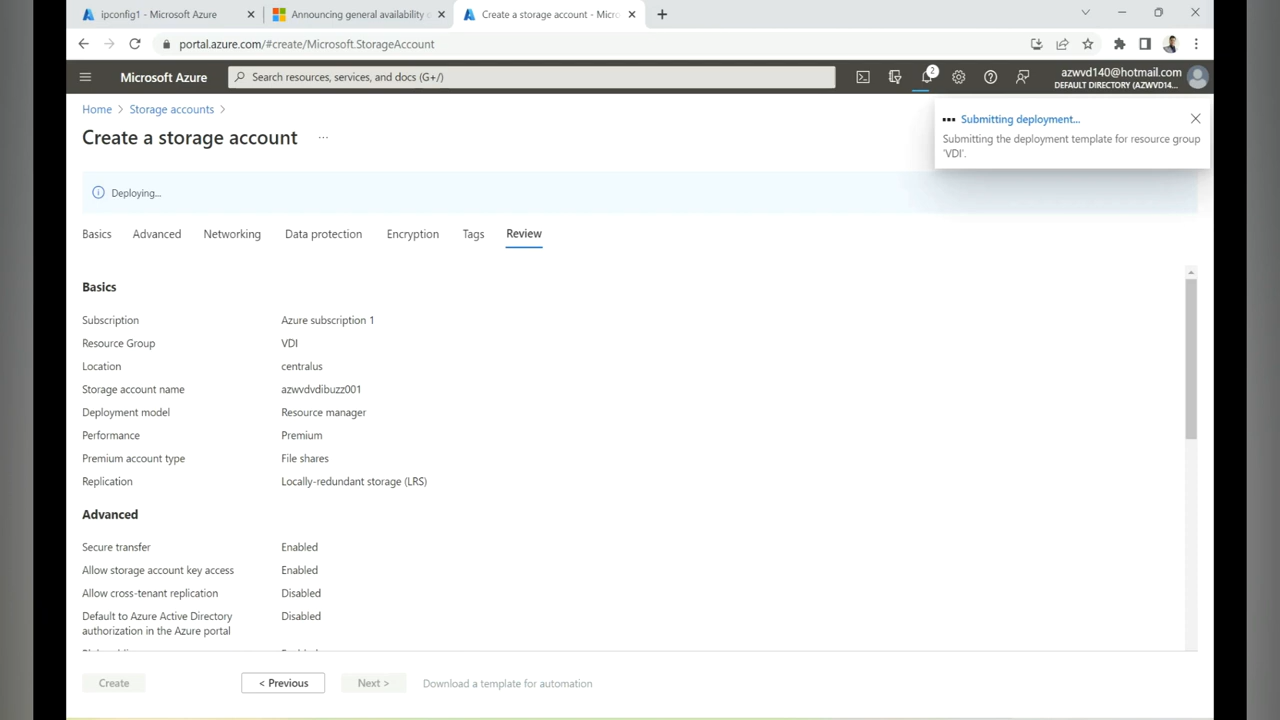 ipconfig1 - Microsoft Azure
Announcing general availability o
Create a storage account - Micro
portal.azure.com/#create/Microsoft.StorageAccount
Microsoft Azure
Search resources, services, and docs (G+/)
2
azwvd140@hotmail.com
DEFAULT DIRECTORY (AZWVD14...
Home > Storage accounts >
Create a storage account ...
Submitting deployment...
Submitting the deployment template for resource group
'VDI'.
Deploying...
Basics Advanced Networking Data protection Encryption Tags Review
Basics
Subscription Azure subscription 1
Resource Group VDI
Location centralus
Storage account name azwvdvdibuzz001
Deployment model Resource manager
Performance Premium
Premium account type File shares
Replication Locally-redundant storage (LRS)
Advanced
Secure transfer Enabled
Allow storage account key access Enabled
Allow cross-tenant replication Disabled
Default to Azure Active Directory Disabled
authorization in the Azure portal
Create < Previous Next > Download a template for automation